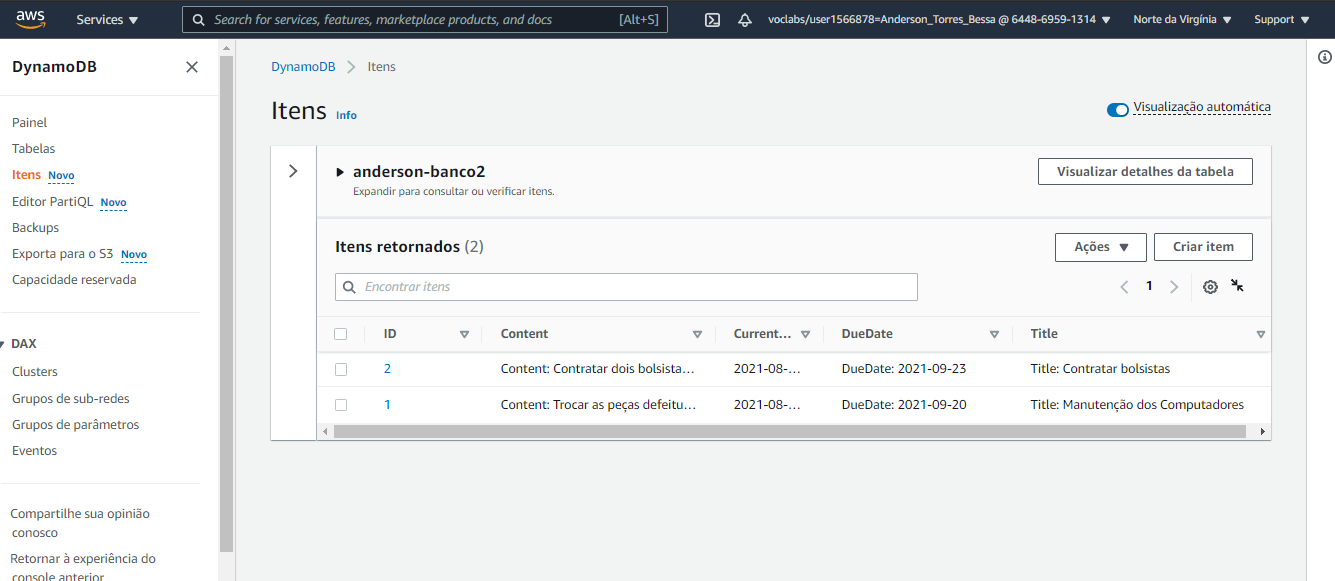 aws Services Search for services, features, marketplace products, and docs [Alt+S] voclabs/user1566878=Anderson_Torres_Bessa @ 6448-6959-1314 Norte da Virgínia Support
DynamoDB
Painel
Tabelas
Itens Novo
Editor PartiQL Novo
Backups
Exporta para o S3 Novo
Capacidade reservada
DAX
Clusters
Grupos de sub-redes
Grupos de parâmetros
Eventos
Compartilhe sua opinião
conosco
Retornar à experiência do
console anterior
DynamoDB Itens
Itens Info
Visualização automática
anderson-banco2
Expandir para consultar ou verificar itens.
Visualizar detalhes da tabela
Itens retornados (2)
Ações Criar item
Encontrar itens
1
ID Content Current... DueDate Title
2 Content: Contratar dois bolsista... 2021-08-... DueDate: 2021-09-23 Title: Contratar bolsistas
1 Content: Trocar as peças defeitu... 2021-08-... DueDate: 2021-09-20 Title: Manutenção dos Computadores